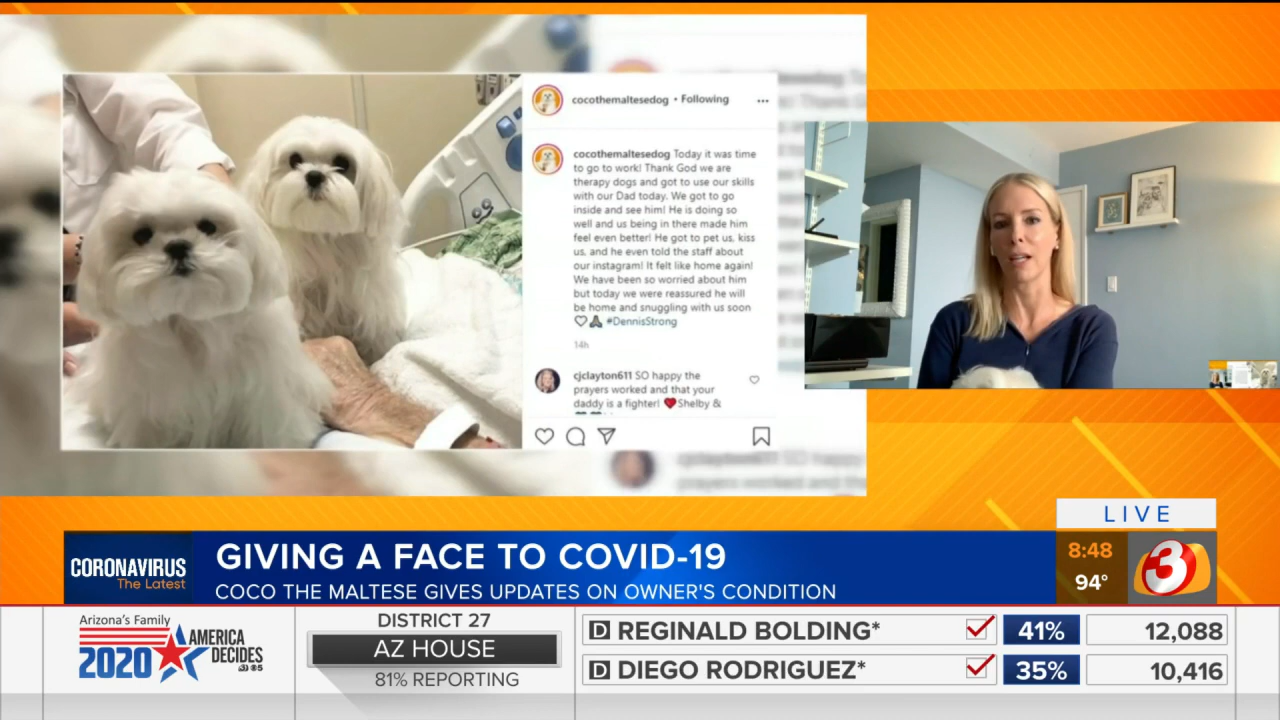 cocothemaltesedog • Following
cocothemaltesedog Today it was time
to go to work! Thank God we are
therapy dogs and got to use our skills
with our Dad today. We got to go
inside and see him! He is doing so
well and us being in there made him
feel even better! He got to pet us, kiss
us, and he even told the staff about
our instagram! It felt like home again!
We have been so worried about him
but today we were reassured he will
be home and snuggling with us soon
#DennisStrong
14h
cjclayton611 SO happy the
prayers worked and that your
daddy is a fighter! ❤Shelby &
LIVE
CORONAVIRUS
The Latest
GIVING A FACE TO COVID-19
COCO THE MALTESE GIVES UPDATES ON OWNER'S CONDITION
8:48
94°
3
Arizona's Family
2020
AMERICA
DECIDES
DISTRICT 27
AZ HOUSE
81% REPORTING
D REGINALD BOLDING* 41% 12,088
D DIEGO RODRIGUEZ* 35% 10,416